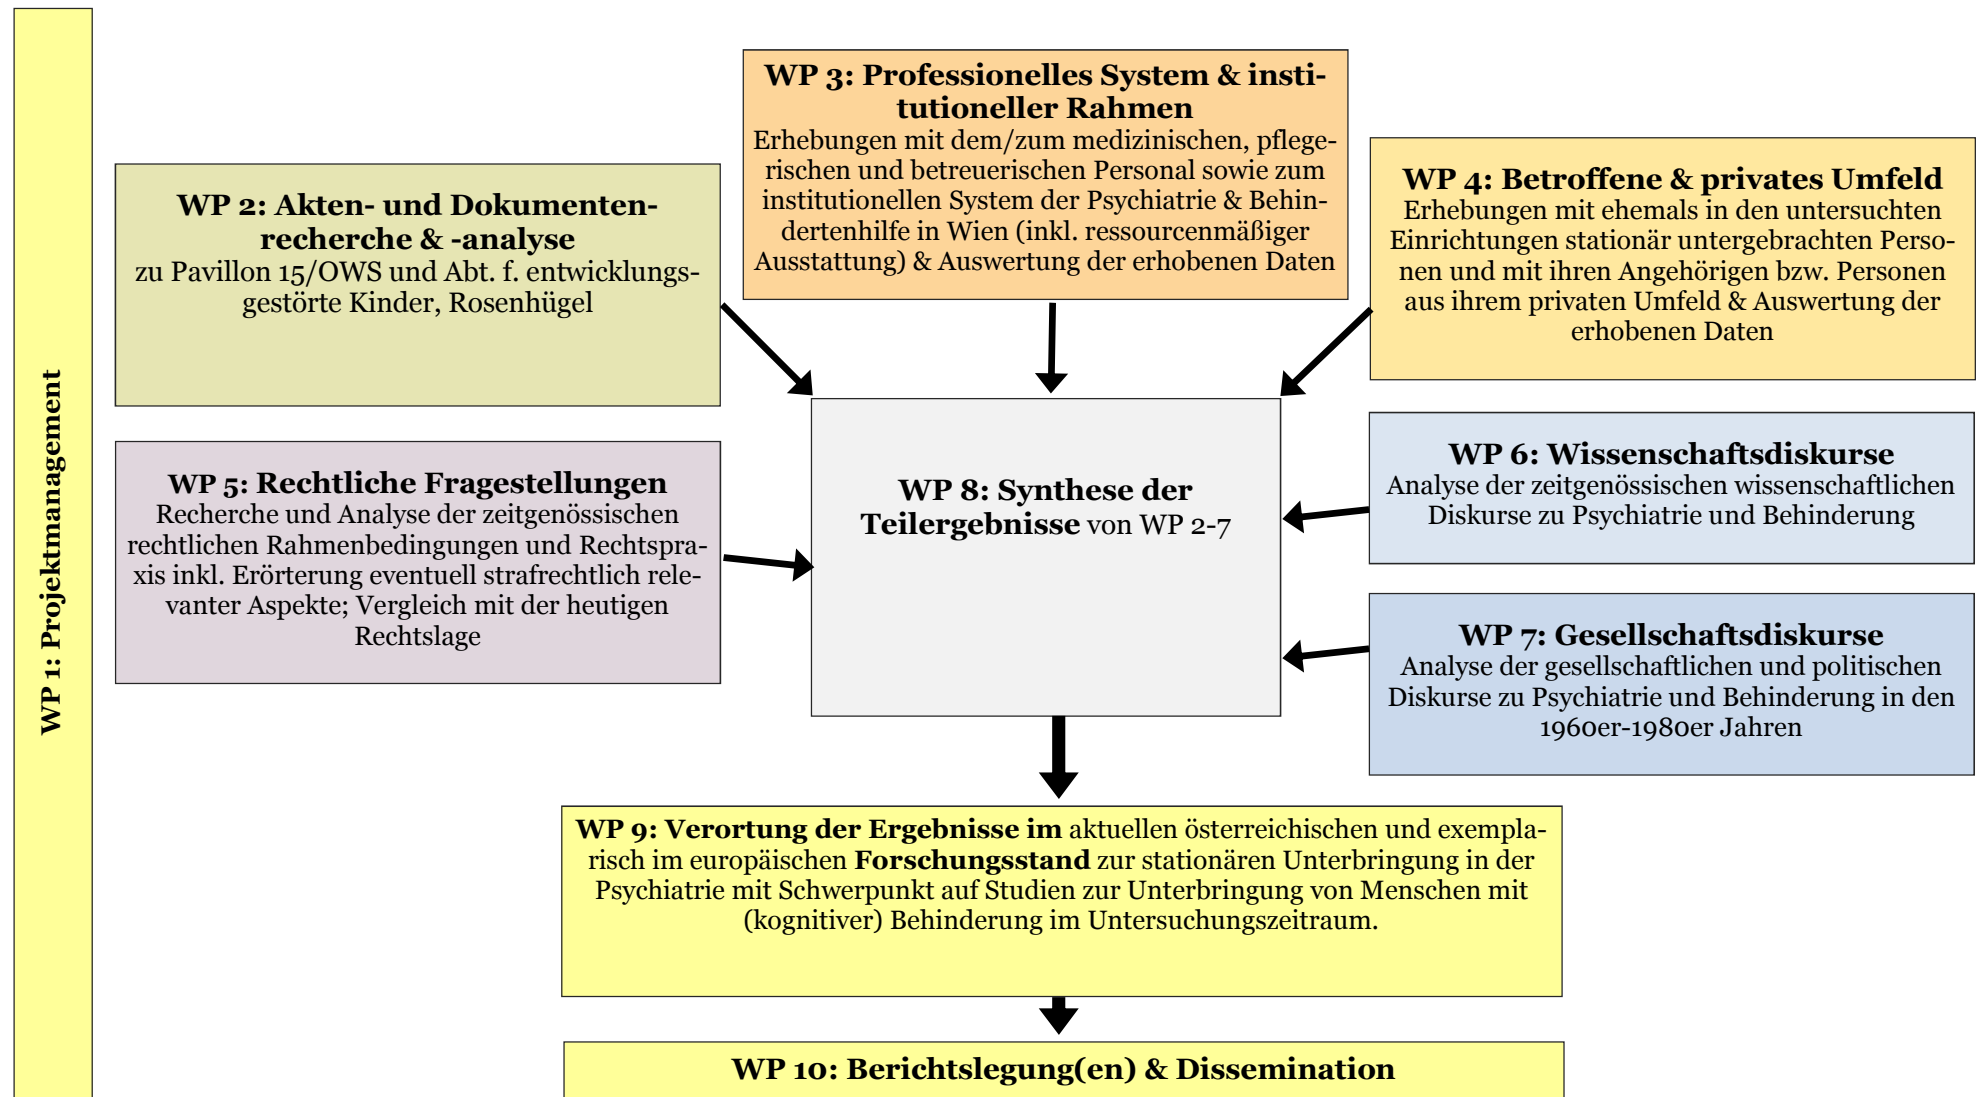 WP 1: Projektmanagement
WP 2: Akten- und Dokumenten-
recherche & -analyse
zu Pavillon 15/OWS und Abt. f. entwicklungs-
gestörte Kinder, Rosenhügel
WP 3: Professionelles System & insti-
tutioneller Rahmen
Erhebungen mit dem/zum medizinischen, pflege-
rischen und betreuerischen Personal sowie zum
institutionellen System der Psychiatrie & Behin-
dertenhilfe in Wien (inkl. ressourcenmäßiger
Ausstattung) & Auswertung der erhobenen Daten
WP 4: Betroffene & privates Umfeld
Erhebungen mit ehemals in den untersuchten
Einrichtungen stationär untergebrachten Perso-
nen und mit ihren Angehörigen bzw. Personen
aus ihrem privaten Umfeld & Auswertung der
erhobenen Daten
WP 5: Rechtliche Fragestellungen
Recherche und Analyse der zeitgenössischen
rechtlichen Rahmenbedingungen und Rechtspra-
xis inkl. Erörterung eventuell strafrechtlich rele-
vanter Aspekte; Vergleich mit der heutigen
Rechtslage
WP 8: Synthese der
Teilergebnisse von WP 2-7
WP 6: Wissenschaftsdiskurse
Analyse der zeitgenössischen wissenschaftlichen
Diskurse zu Psychiatrie und Behinderung
WP 7: Gesellschaftsdiskurse
Analyse der gesellschaftlichen und politischen
Diskurse zu Psychiatrie und Behinderung in den
1960er-1980er Jahren
WP 9: Verortung der Ergebnisse im aktuellen österreichischen und exempla-
risch im europäischen Forschungsstand zur stationären Unterbringung in der
Psychiatrie mit Schwerpunkt auf Studien zur Unterbringung von Menschen mit
(kognitiver) Behinderung im Untersuchungszeitraum.
WP 10: Berichtslegung(en) & Dissemination